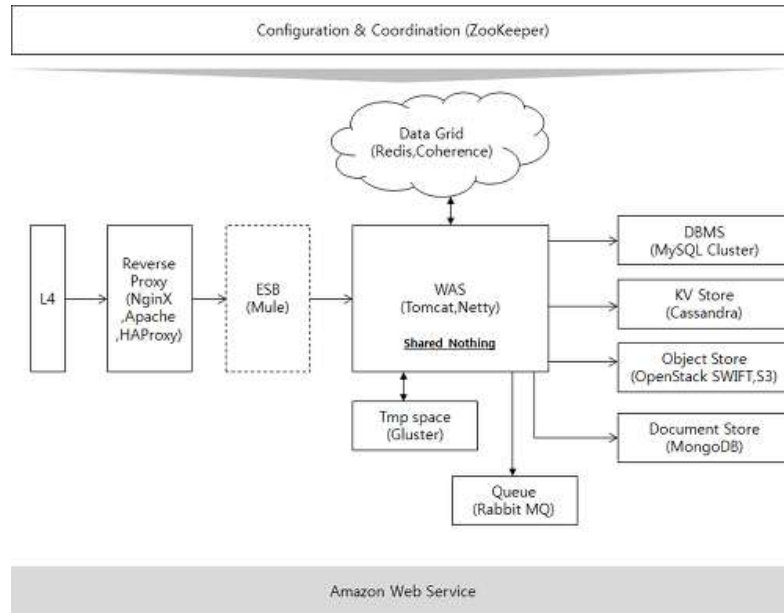 Configuration & Coordination (ZooKeeper)
Data Grid
(Redis,Coherence)
L4
Reverse
Proxy
(NginX
,Apache
,HAProxy)
ESB
(Mule)
WAS
(Tomcat,Netty)
Shared Nothing
DBMS
(MySQL Cluster)
KV Store
(Cassandra)
Object Store
(OpenStack SWIFT,S3)
Document Store
(MongoDB)
Tmp space
(Gluster)
Queue
(Rabbit MQ)
Amazon Web Service